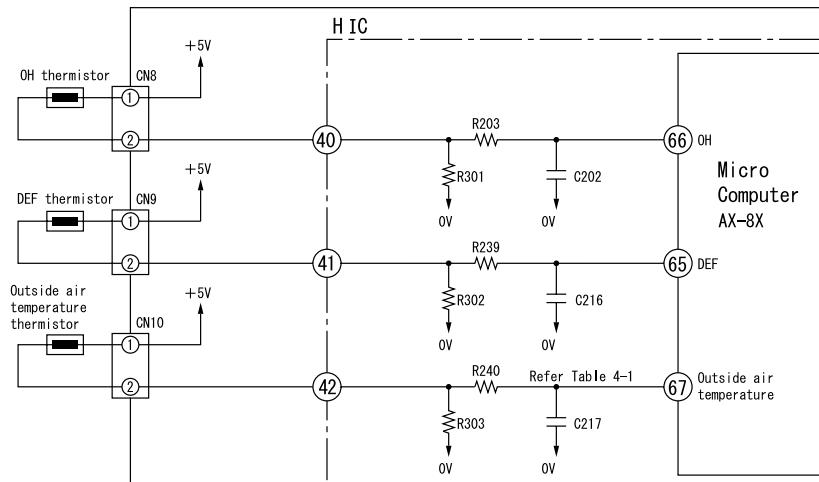 H IC
+5V
OH thermistor
CN8
1
2
40
R203
R301
0V
C202
0V
66
OH
Micro
Computer
AX-8X
+5V
DEF thermistor
CN9
1
2
41
R239
R302
0V
C216
0V
65
DEF
+5V
Outside air
temperature
thermistor
CN10
1
2
42
R240
Refer Table 4-1
R303
0V
C217
0V
67
Outside air
temperature